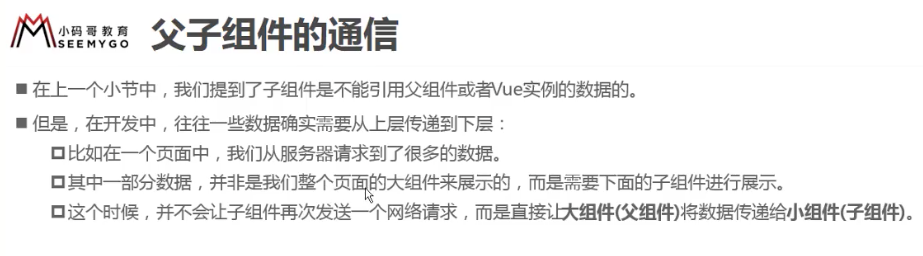 小码哥教育
SEEMYGO
父子组件的通信
在上一个小节中，我们提到了子组件是不能引用父组件或者Vue实例的数据的。
但是，在开发中，往往一些数据确实需要从上层传递到下层：
比如在一个页面中，我们从服务器请求到了很多的数据。
其中一部分数据，并非是我们整个页面的大组件来展示的，而是需要下面的子组件进行展示。
这个时候，并不会让子组件再次发送一个网络请求，而是直接让大组件(父组件)将数据传递给小组件(子组件)。